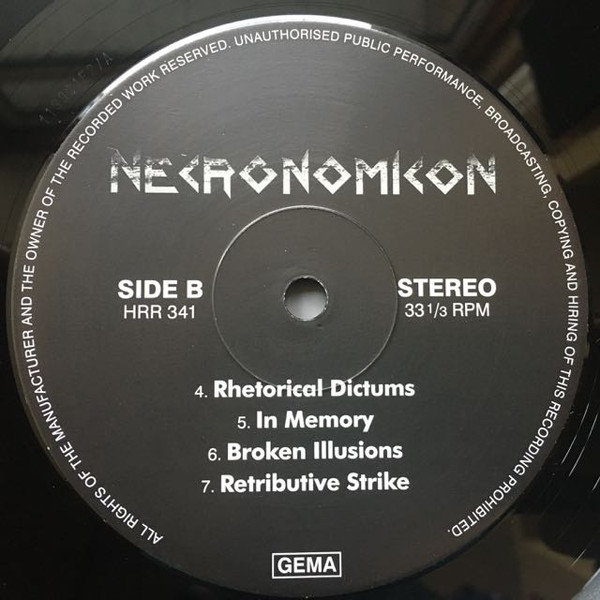 ALL RIGHTS OF THE MANUFACTURER AND THE OWNER OF THE RECORDED WORK RESERVED. UNAUTHORISED PUBLIC PERFORMANCE, BROADCASTING, COPYING AND HIRING OF THIS RECORDING PROHIBITED.
NECRONOMICON
SIDE B STEREO
HRR 341 33 1/3 RPM
4. Rhetorical Dictums
5. In Memory
6. Broken Illusions
7. Retributive Strike
GEMA